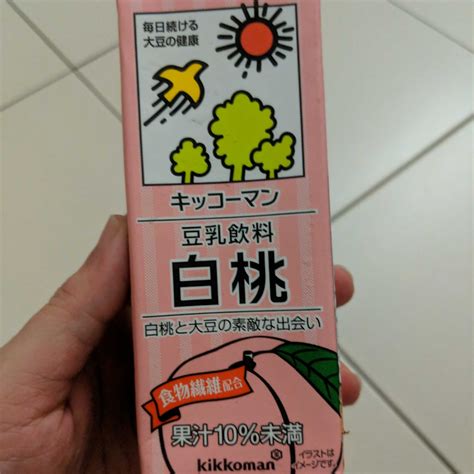 毎日続ける
大豆の健康
キッコーマン
豆乳飲料
白桃
白桃と大豆の素敵な出会い
食物繊維配合
果汁10%未満
イラストは
イメージです。
kikkoman®